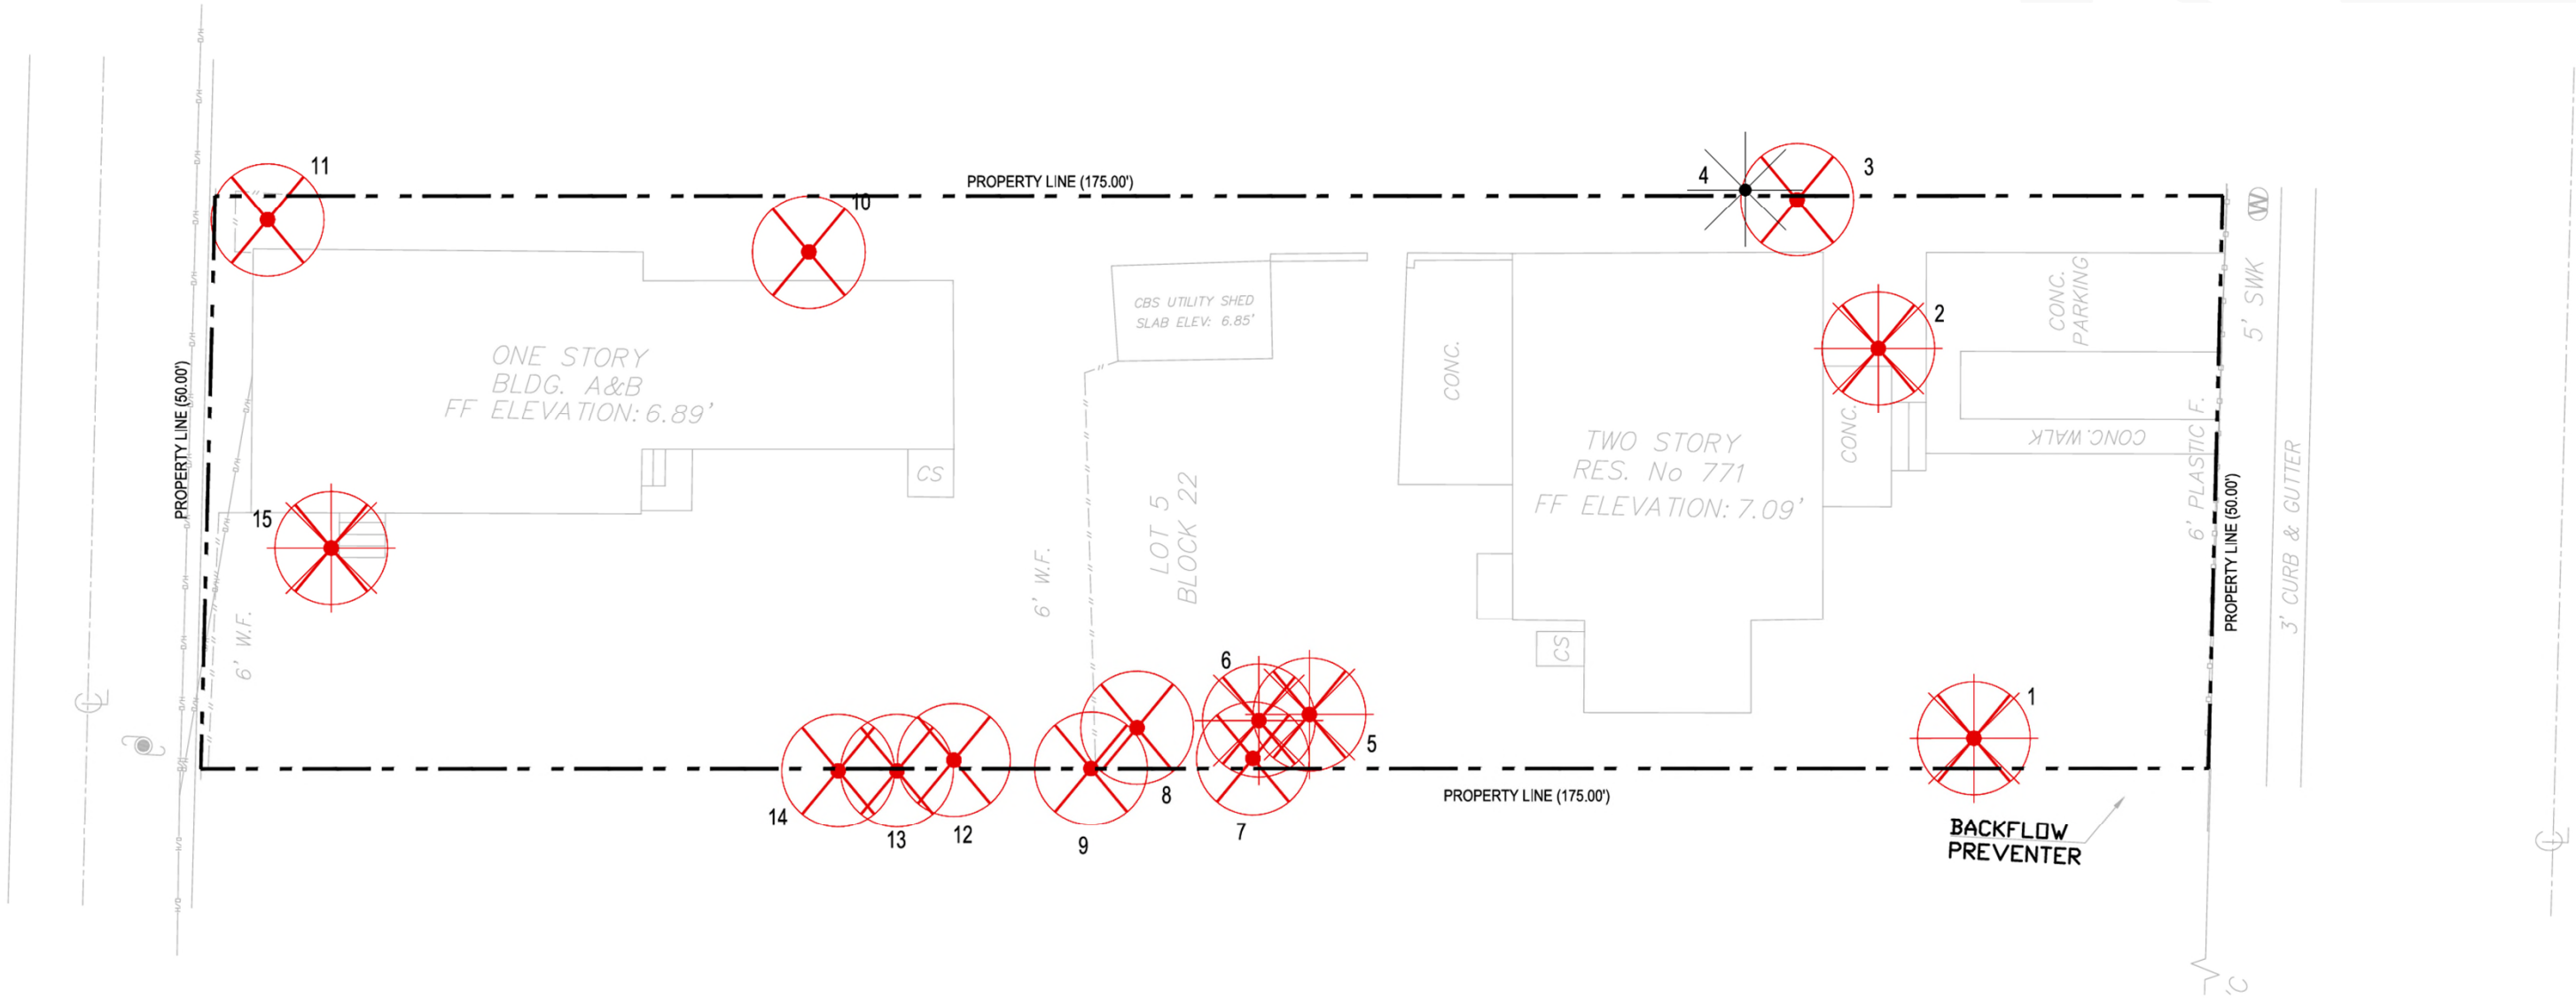 11
PROPERTY LINE (175.00')
10
4
3
W
CBS UTILITY SHED
SLAB ELEV: 6.85'
CONC.
PARKING
5' SWK
2
ONE STORY
BLDG. A&B
FF ELEVATION: 6.89'
CONC.
PROPERTY LINE (50.00')
CONC.
CONC.WALK
6' PLASTIC F.
TWO STORY
RES. No 771
FF ELEVATION: 7.09'
CS
LOT 5
BLOCK 22
15
6' W.F.
6' W.F.
PROPERTY LINE (50.00')
3' CURB & GUTTER
CS
6
5
1
CL
14
13
12
9
8
7
PROPERTY LINE (175.00')
BACKFLOW
PREVENTER
CL